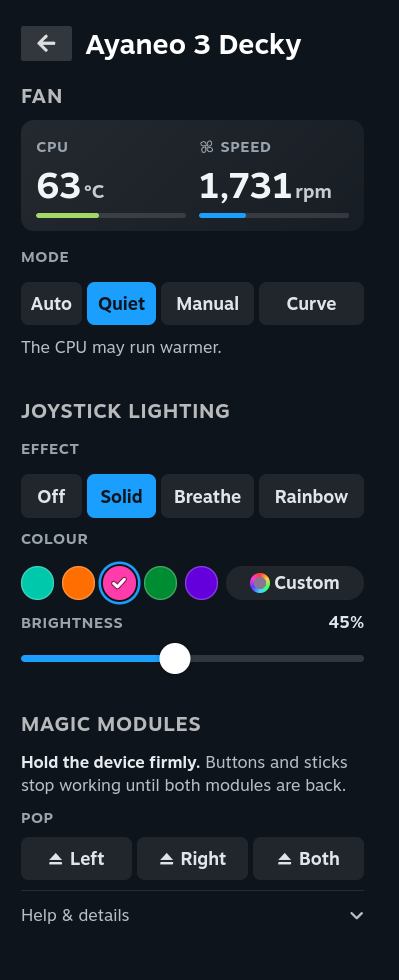 Ayaneo 3 Decky
FAN
CPU SPEED
63 °C 1,731 rpm
MODE
Auto Quiet Manual Curve
The CPU may run warmer.
JOYSTICK LIGHTING
EFFECT
Off Solid Breathe Rainbow
COLOUR
Custom
BRIGHTNESS 45%
MAGIC MODULES
Hold the device firmly. Buttons and sticks
stop working until both modules are back.
POP
Left Right Both
Help & details